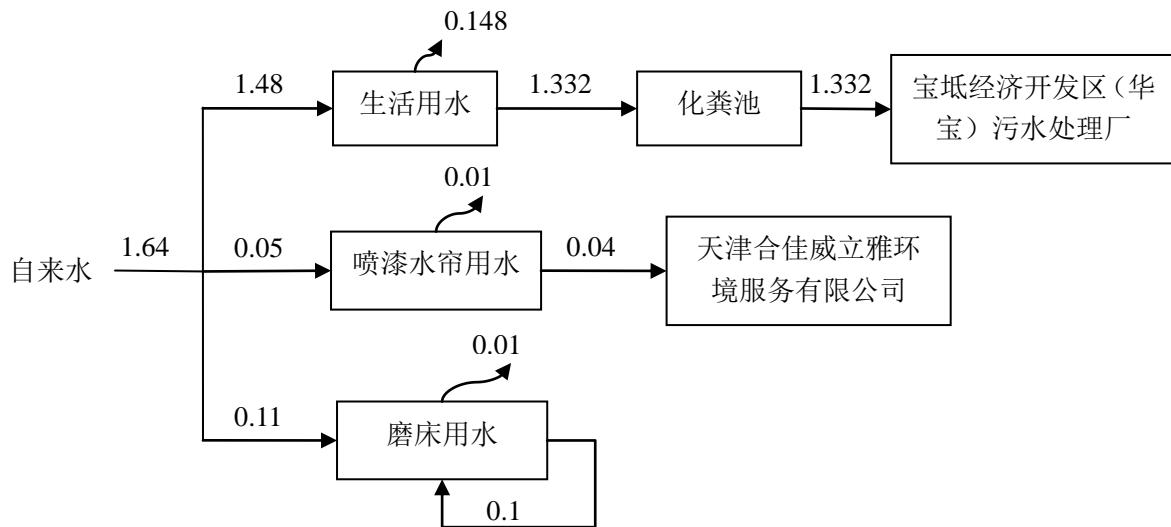 0.148
1.48
生活用水
1.332
化粪池
1.332
宝坻经济开发区（华
宝）污水处理厂
0.01
自来水
1.64
0.05
喷漆水帘用水
0.04
天津合佳威立雅环
境服务有限公司
0.01
0.11
磨床用水
0.1